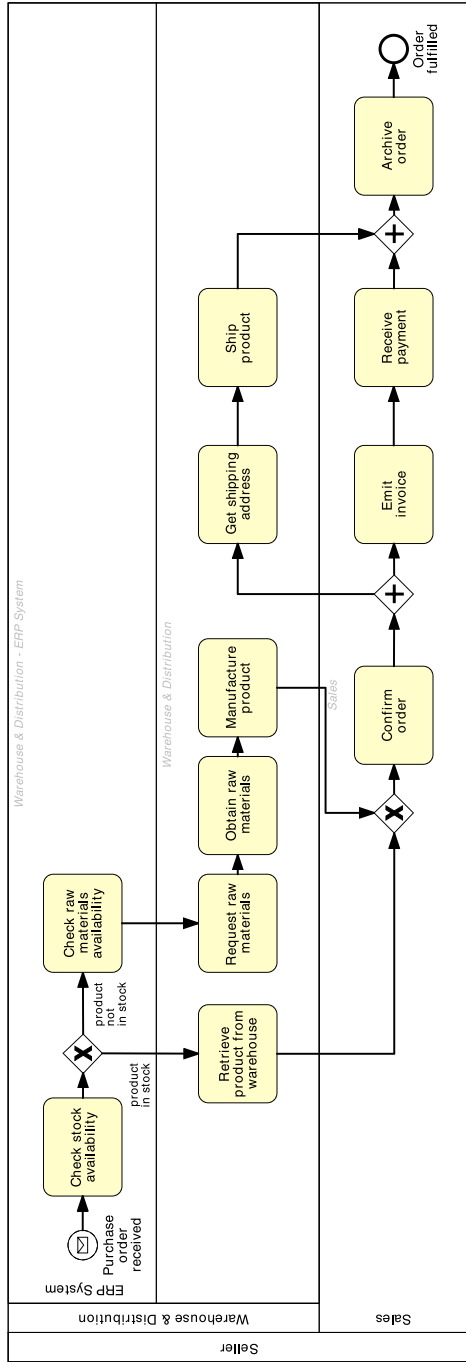 Seller
Warehouse & Distribution
ERP System
Warehouse & Distribution - ERP System
Purchase
order
received
Check stock
availability
product
in stock
product
not
in stock
Check raw
materials
availability
Warehouse & Distribution
Retrieve
product from
warehouse
Request raw
materials
Obtain raw
materials
Manufacture
product
Get shipping
address
Ship
product
Sales
Sales
Confirm
order
Emit
invoice
Receive
payment
Archive
order
Order
fulfilled